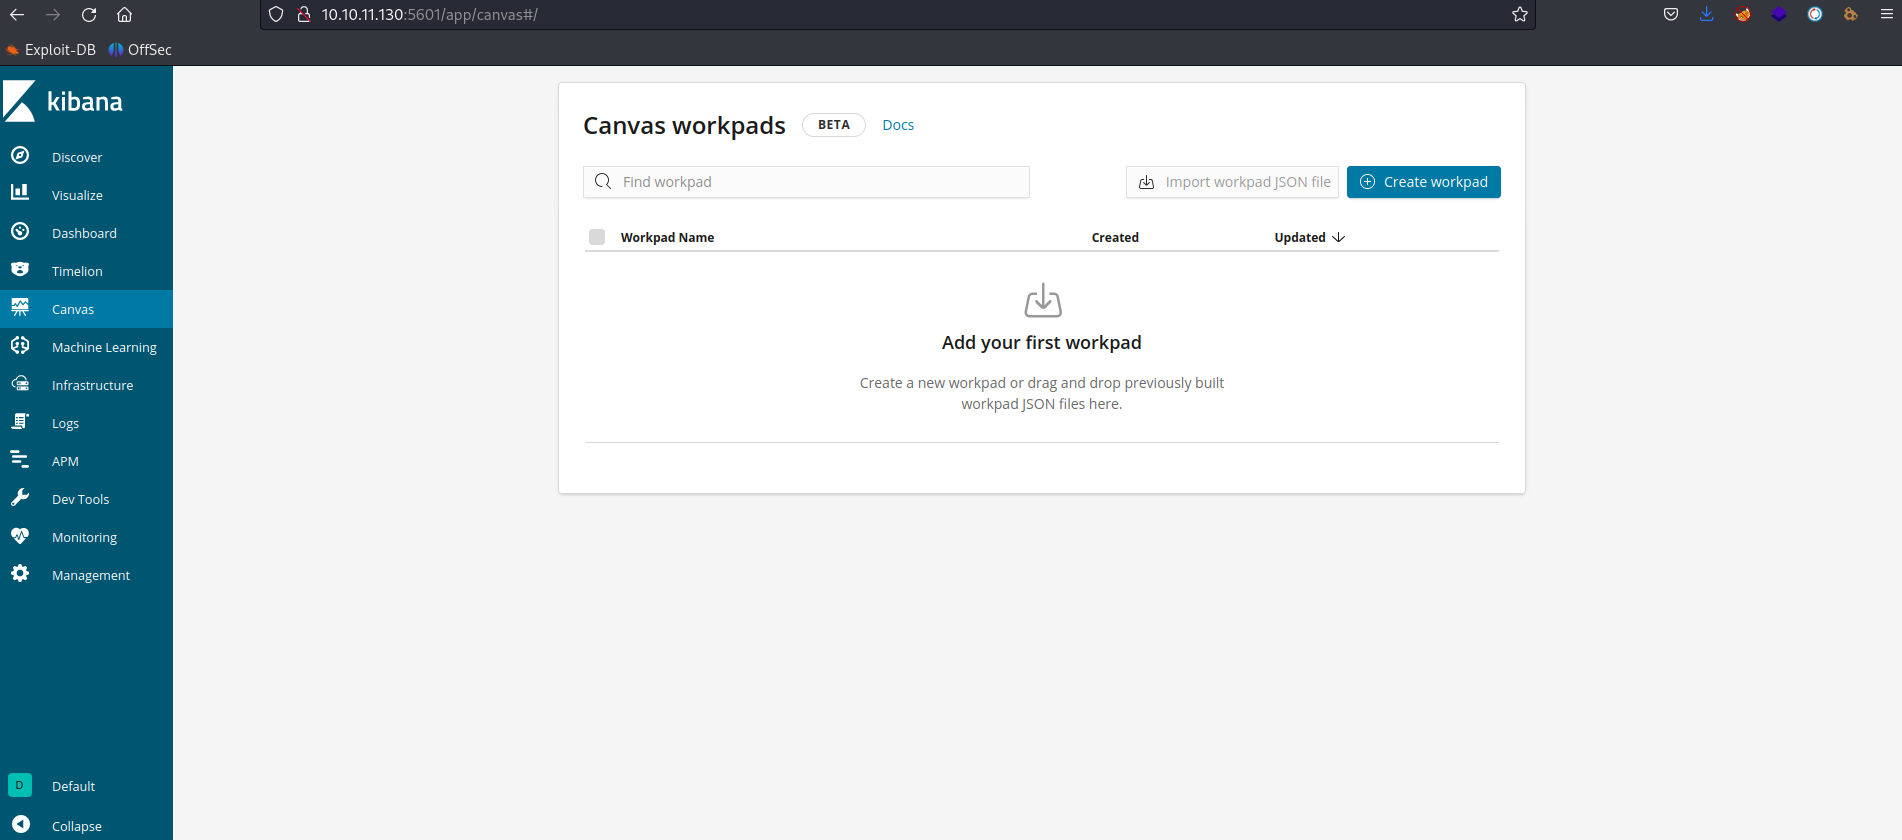 10.10.11.130:5601/app/canvas#/
Exploit-DB OffSec
kibana
Discover
Visualize
Dashboard
Timelion
Canvas
Machine Learning
Infrastructure
Logs
APM
Dev Tools
Monitoring
Management
D Default
Collapse
Canvas workpads BETA Docs
Find workpad Import workpad JSON file Create workpad
Workpad Name Created Updated
Add your first workpad
Create a new workpad or drag and drop previously built
workpad JSON files here.